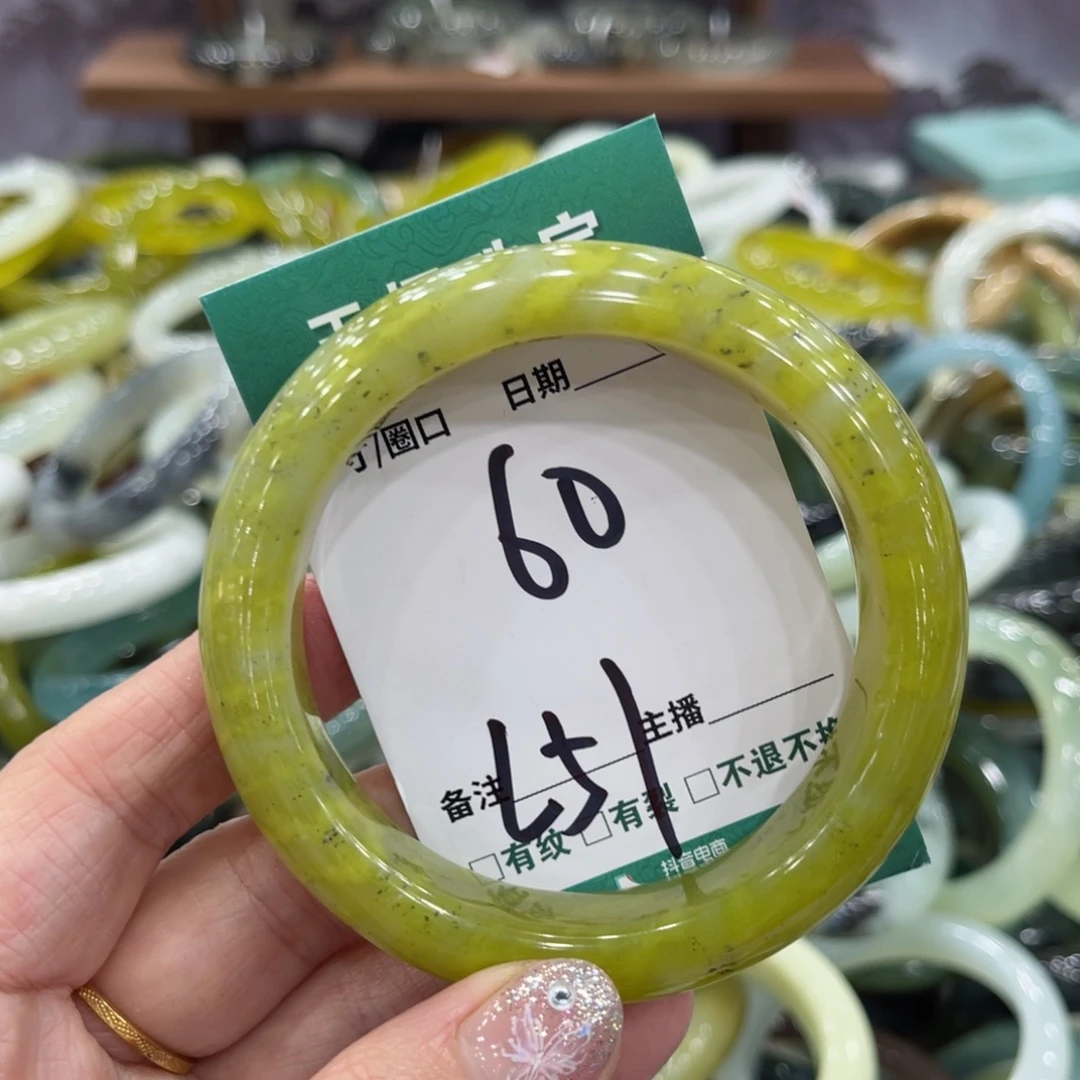 日期
寸/圈口
60
L51
主播
备注
□有纹 □有裂 □不退不换
抖音电商